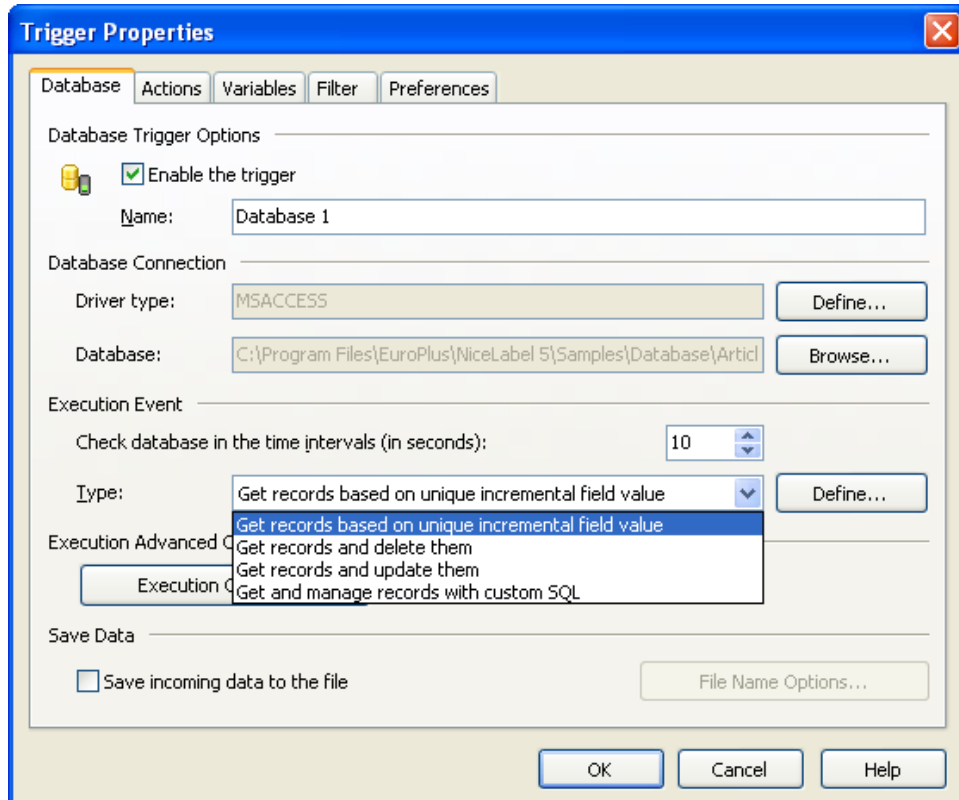 Trigger Properties
Database Actions Variables Filter Preferences
Database Trigger Options
Enable the trigger
Name: Database 1
Database Connection
Driver type: MSACCESS Define...
Database: C:\Program Files\EuroPlus\NiceLabel 5\Samples\Database\Articl Browse...
Execution Event
Check database in the time intervals (in seconds): 10
Type: Get records based on unique incremental field value Define...
Get records based on unique incremental field value
Execution Advanced
Get records and delete them
Get records and update them
Execution
Get and manage records with custom SQL
Save Data
Save incoming data to the file File Name Options...
OK Cancel Help